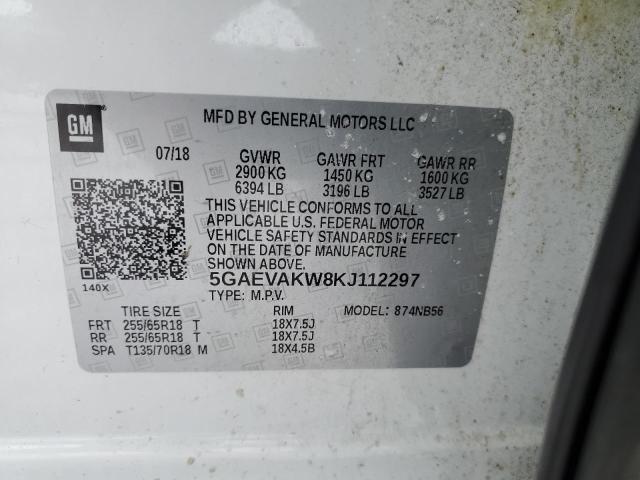 GM
MFD BY GENERAL MOTORS LLC
07/18 GVWR GAWR FRT GAWR RR
2900 KG 1450 KG 1600 KG
6394 LB 3196 LB 3527 LB
THIS VEHICLE CONFORMS TO ALL
APPLICABLE U.S. FEDERAL MOTOR
VEHICLE SAFETY STANDARDS IN EFFECT
ON THE DATE OF MANUFACTURE
SHOWN ABOVE.
140X 5GAEVAKW8KJ112297
TYPE: M.P.V. MODEL: 874NB56
TIRE SIZE RIM
FRT 255/65R18 T 18X7.5J
RR 255/65R18 T 18X7.5J
SPA T135/70R18 M 18X4.5B